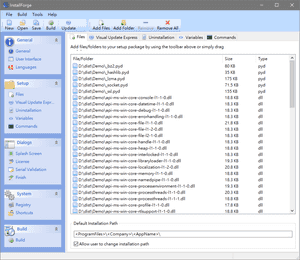 InstallForge
File Build Tools Help
New Open Save Build Update Add Files Add Folder Remove Remove All
General
General
User Interface
Languages
Setup
Files
Visual Update Express
Uninstallation
Variables
Commands
Dialogs
Splash Screen
License
Serial Validation
Finish
System
Registry
Shortcuts
Build
Build
Files Visual Update Express Uninstallation Variables Commands
Add files/folders to your setup package by using the toolbar above or simply drag
File/Folder Size Type
D:\dist\Demo\_bz2.pyd 80 KB pyd
D:\dist\Demo\_hashlib.pyd 35 KB pyd
D:\dist\Demo\_lzma.pyd 175 KB pyd
D:\dist\Demo\_socket.pyd 71.5 KB pyd
D:\dist\Demo\_ssl.pyd 155 KB pyd
D:\dist\Demo\api-ms-win-core-console-l1-1-0.dll 18.8 KB dll
D:\dist\Demo\api-ms-win-core-datetime-l1-1-0.dll 18.3 KB dll
D:\dist\Demo\api-ms-win-core-debug-l1-1-0.dll 18.3 KB dll
D:\dist\Demo\api-ms-win-core-errorhandling-l1-1-0.dll 18.3 KB dll
D:\dist\Demo\api-ms-win-core-file-l1-1-0.dll 21.8 KB dll
D:\dist\Demo\api-ms-win-core-file-l1-2-0.dll 18.3 KB dll
D:\dist\Demo\api-ms-win-core-file-l2-1-0.dll 18.3 KB dll
D:\dist\Demo\api-ms-win-core-handle-l1-1-0.dll 18.3 KB dll
D:\dist\Demo\api-ms-win-core-heap-l1-1-0.dll 18.3 KB dll
D:\dist\Demo\api-ms-win-core-interlocked-l1-1-0.dll 18.3 KB dll
D:\dist\Demo\api-ms-win-core-libraryloader-l1-1-0.dll 18.8 KB dll
D:\dist\Demo\api-ms-win-core-localization-l1-2-0.dll 20.8 KB dll
D:\dist\Demo\api-ms-win-core-memory-l1-1-0.dll 18.8 KB dll
D:\dist\Demo\api-ms-win-core-namedpipe-l1-1-0.dll 18.3 KB dll
D:\dist\Demo\api-ms-win-core-processenvironment-l1-1-0.dll 19.3 KB dll
D:\dist\Demo\api-ms-win-core-processthreads-l1-1-0.dll 20.3 KB dll
D:\dist\Demo\api-ms-win-core-processthreads-l1-1-1.dll 18.8 KB dll
D:\dist\Demo\api-ms-win-core-profile-l1-1-0.dll 17.8 KB dll
D:\dist\Demo\api-ms-win-core-rtlsupport-l1-1-0.dll 18.3 KB dll
Default Installation Path
<ProgramFiles>\<Company>\<AppName>\
Allow user to change installation path